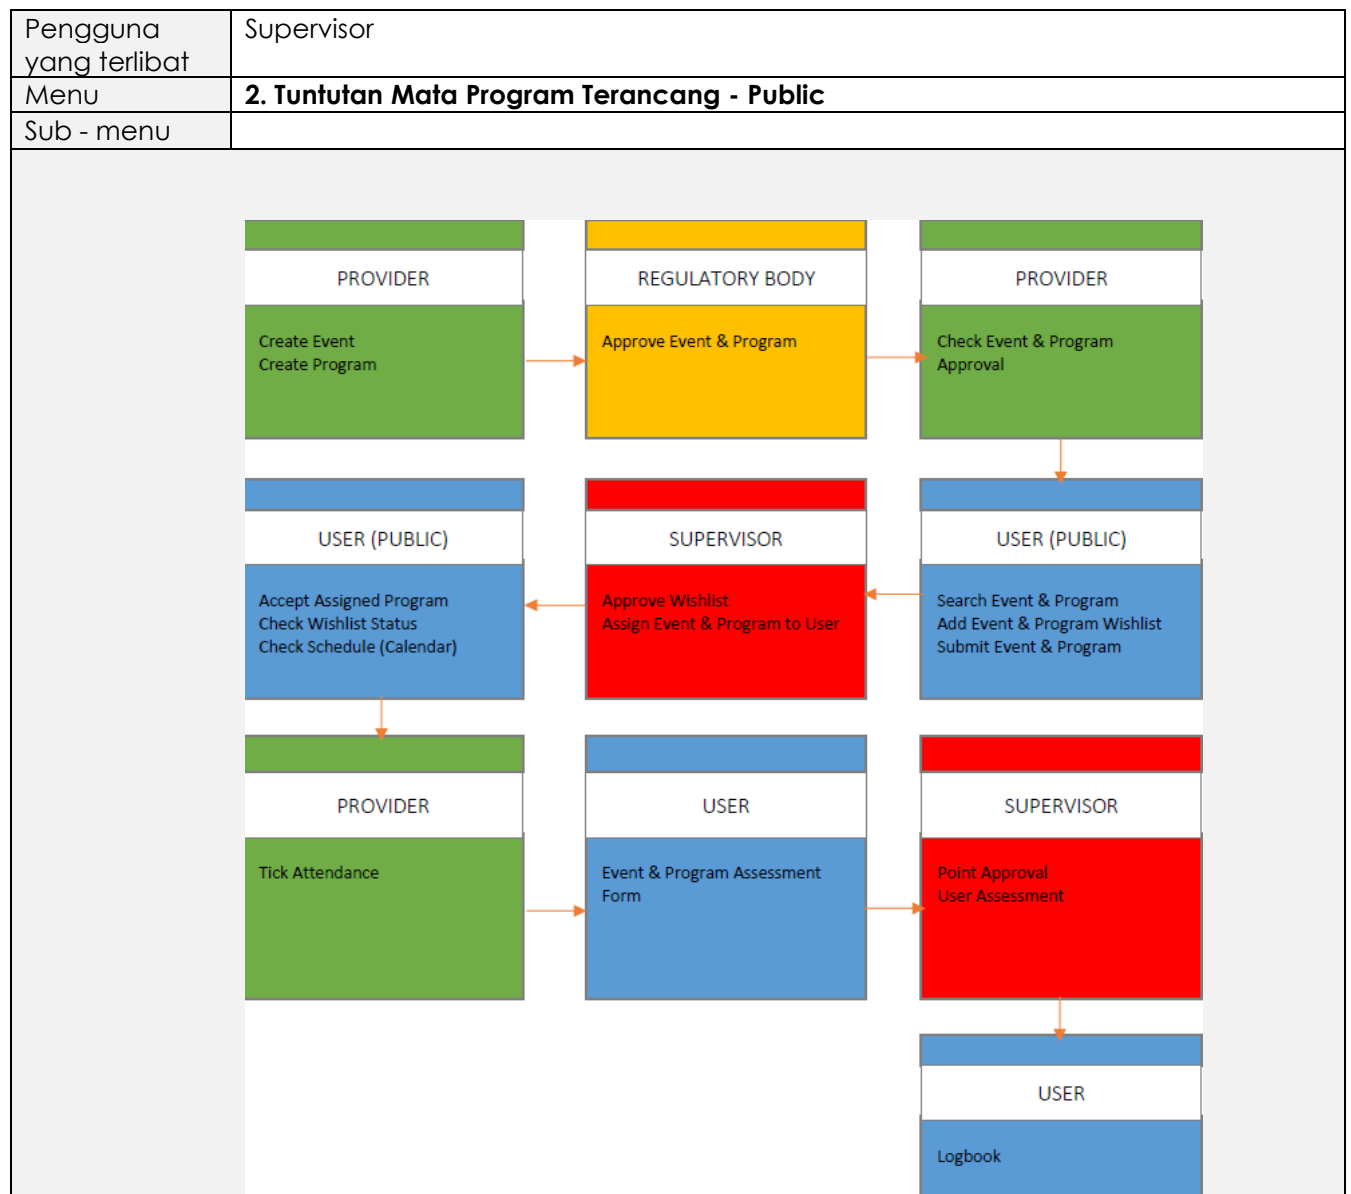 Pengguna
yang terlibat
Supervisor
Menu
2. Tuntutan Mata Program Terancang - Public
Sub - menu
PROVIDER
Create Event
Create Program
REGULATORY BODY
Approve Event & Program
PROVIDER
Check Event & Program
Approval
USER (PUBLIC)
Search Event & Program
Add Event & Program Wishlist
Submit Event & Program
SUPERVISOR
Approve Wishlist
Assign Event & Program to User
USER (PUBLIC)
Accept Assigned Program
Check Wishlist Status
Check Schedule (Calendar)
PROVIDER
Tick Attendance
USER
Event & Program Assessment
Form
SUPERVISOR
Point Approval
User Assessment
USER
Logbook